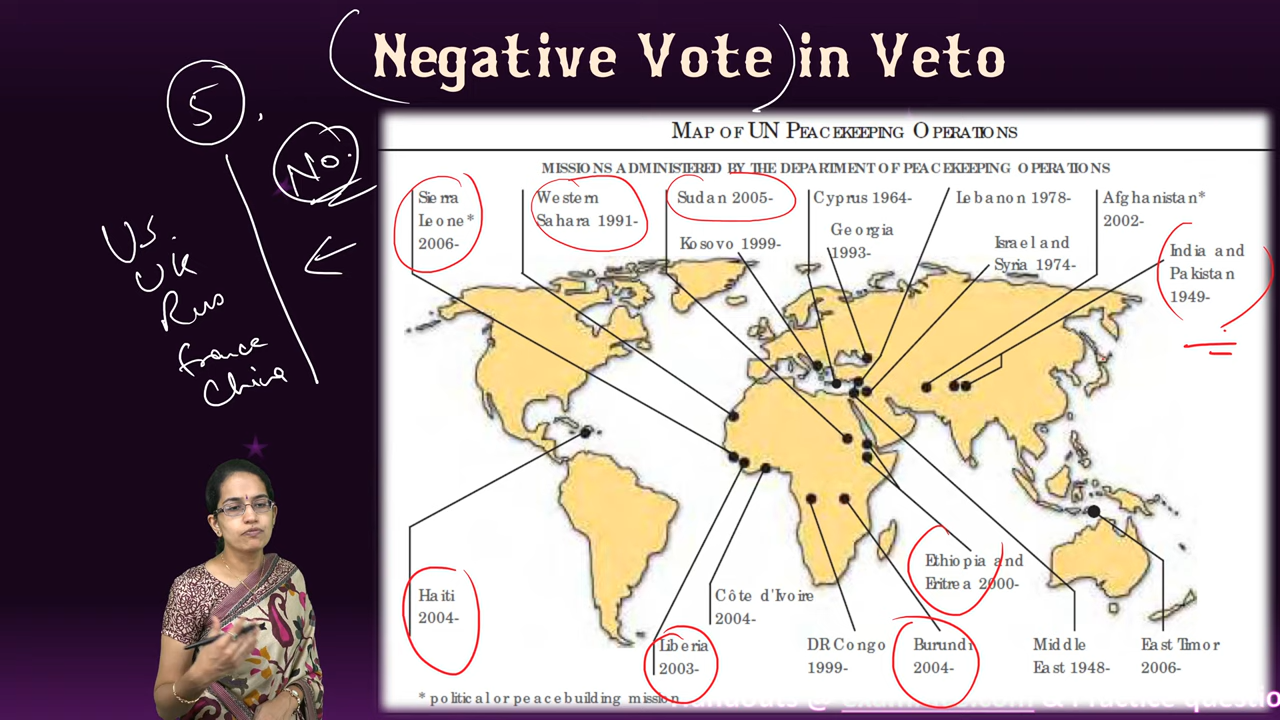 Negative Vote in Veto
5
No.
US
UK
Rus
France
China
MAP OF UN PEACEKEEPING OPERATIONS
MISSIONS ADMINISTERED BY THE DEPARTMENT OF PEACEKEEPING OPERATIONS
Sierra
Leone*
2006-
Western
Sahara 1991-
Sudan 2005-
Kosovo 1999-
Cyprus 1964-
Georgia
1993-
Lebanon 1978-
Israel and
Syria 1974-
Afghanistan*
2002-
India and
Pakistan
1949-
Haiti
2004-
Liberia
2003-
Côte d'Ivoire
2004-
DR Congo
1999-
Burundi
2004-
Ethiopia and
Eritrea 2000-
Middle
East 1948-
East Timor
2006-
* political or peacebuilding mission